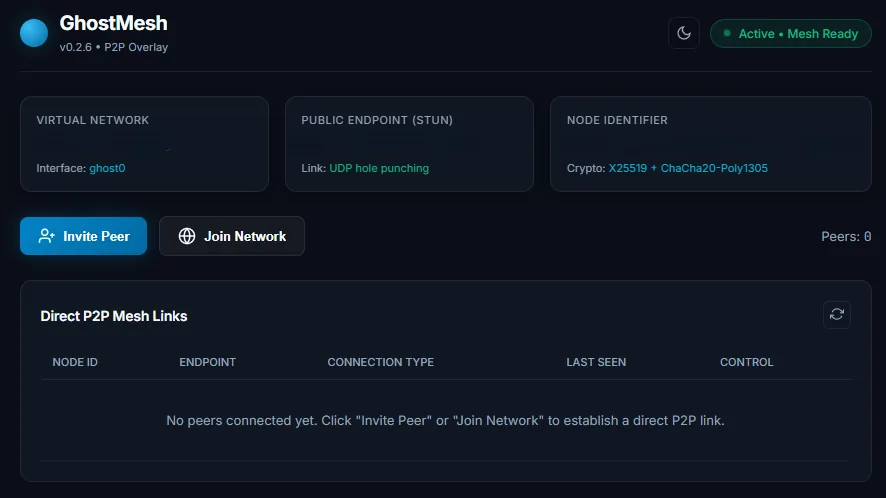 GhostMesh
v0.2.6 • P2P Overlay
Active • Mesh Ready
VIRTUAL NETWORK
Interface: ghost0
PUBLIC ENDPOINT (STUN)
Link: UDP hole punching
NODE IDENTIFIER
Crypto: X25519 + ChaCha20-Poly1305
Invite Peer
Join Network
Peers: 0
Direct P2P Mesh Links
NODE ID ENDPOINT CONNECTION TYPE LAST SEEN CONTROL
No peers connected yet. Click "Invite Peer" or "Join Network" to establish a direct P2P link.